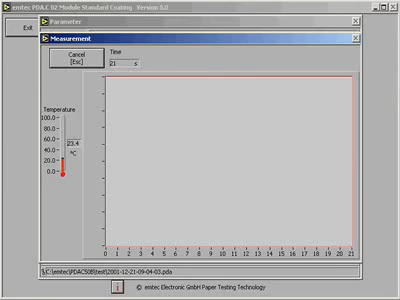 emtec PDA.C 02 Module Standard Coating Version 5.0
Exit
Parameter
Measurement
Cancel
[Esc]
Time
21 s
Temperature
100.0
80.0
60.0
40.0
20.0
0.0
23.4
°C
0 1 2 3 4 5 6 7 8 9 10 11 12 13 14 15 16 17 18 19 20 21
C:\emtec\PDAC50B\test\2001-12-21-09-04-03.pda
i
© emtec Electronic GmbH Paper Testing Technology